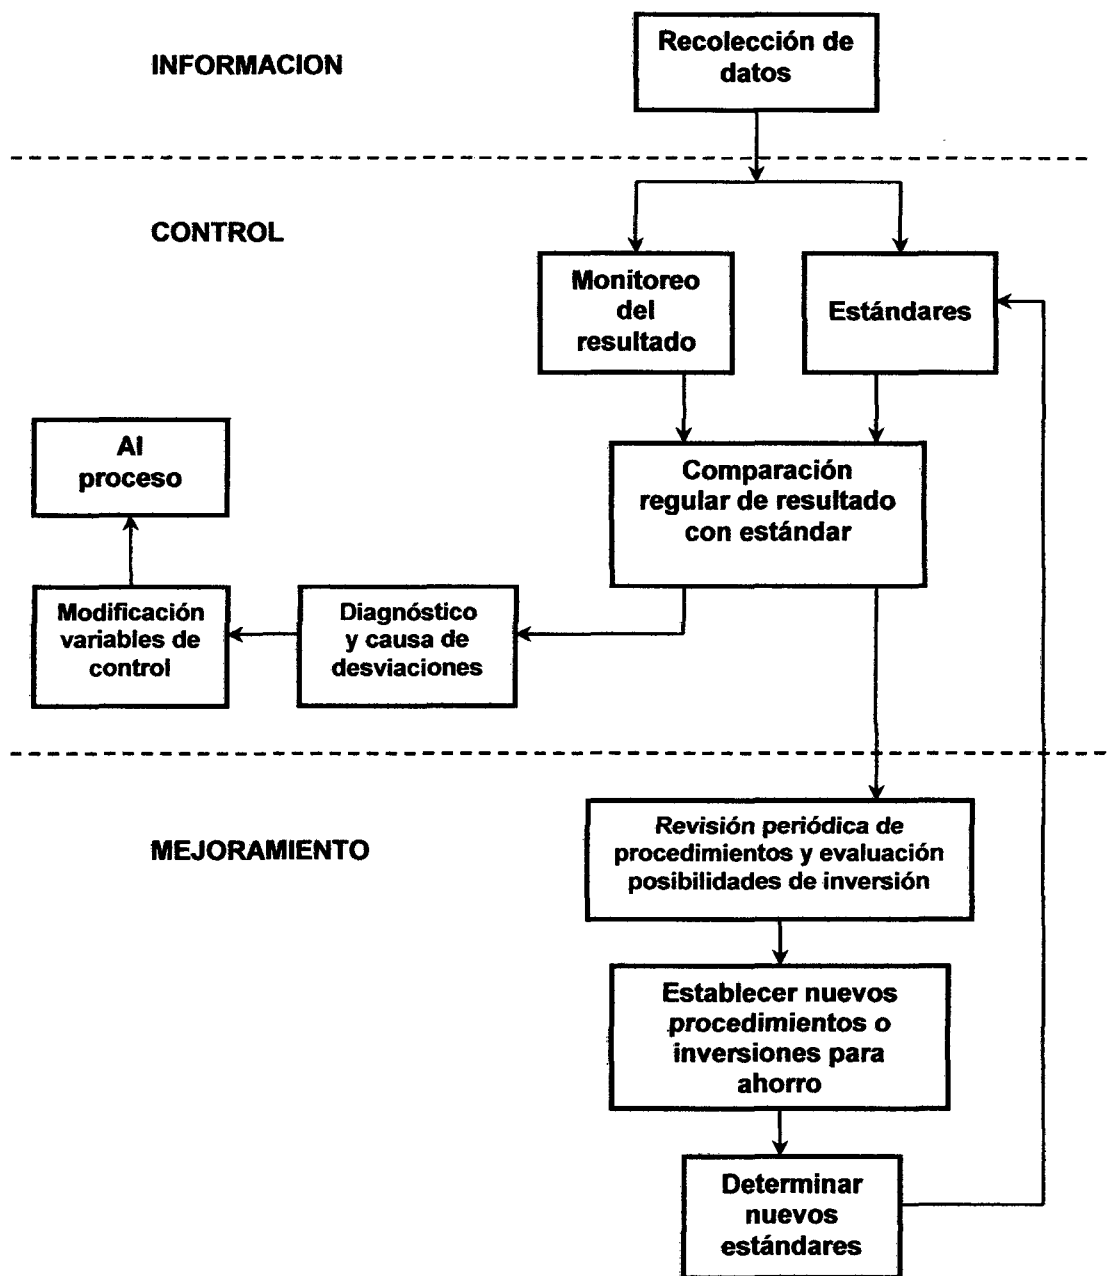 INFORMACION
Recolección de
datos
CONTROL
Monitoreo
del
resultado
Estándares
Al
proceso
Comparación
regular de resultado
con estándar
Modificación
variables de
control
Diagnóstico
y causa de
desviaciones
MEJORAMIENTO
Revisión periódica de
procedimientos y evaluación
posibilidades de inversión
Establecer nuevos
procedimientos o
inversiones para
ahorro
Determinar
nuevos
estándares